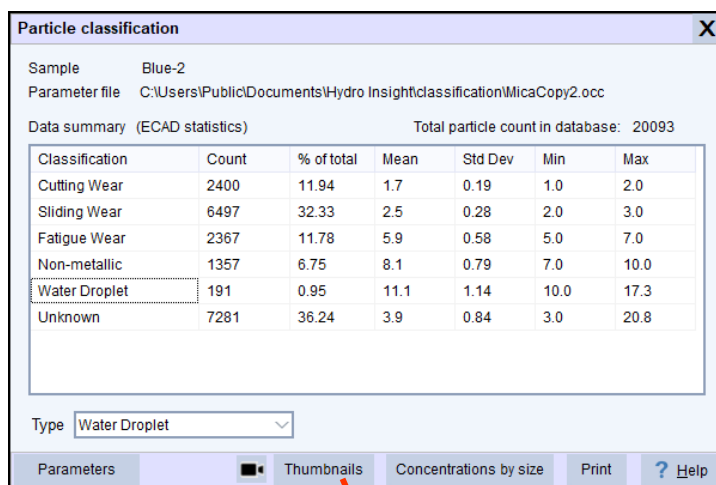 Particle classification X
Sample Blue-2
Parameter file C:\Users\Public\Documents\Hydro Insight\classification\MicaCopy2.occ
Data summary (ECAD statistics) Total particle count in database: 20093
Classification Count % of total Mean Std Dev Min Max
Cutting Wear 2400 11.94 1.7 0.19 1.0 2.0
Sliding Wear 6497 32.33 2.5 0.28 2.0 3.0
Fatigue Wear 2367 11.78 5.9 0.58 5.0 7.0
Non-metallic 1357 6.75 8.1 0.79 7.0 10.0
Water Droplet 191 0.95 11.1 1.14 10.0 17.3
Unknown 7281 36.24 3.9 0.84 3.0 20.8
Type Water Droplet
Parameters Thumbnails Concentrations by size Print ? Help